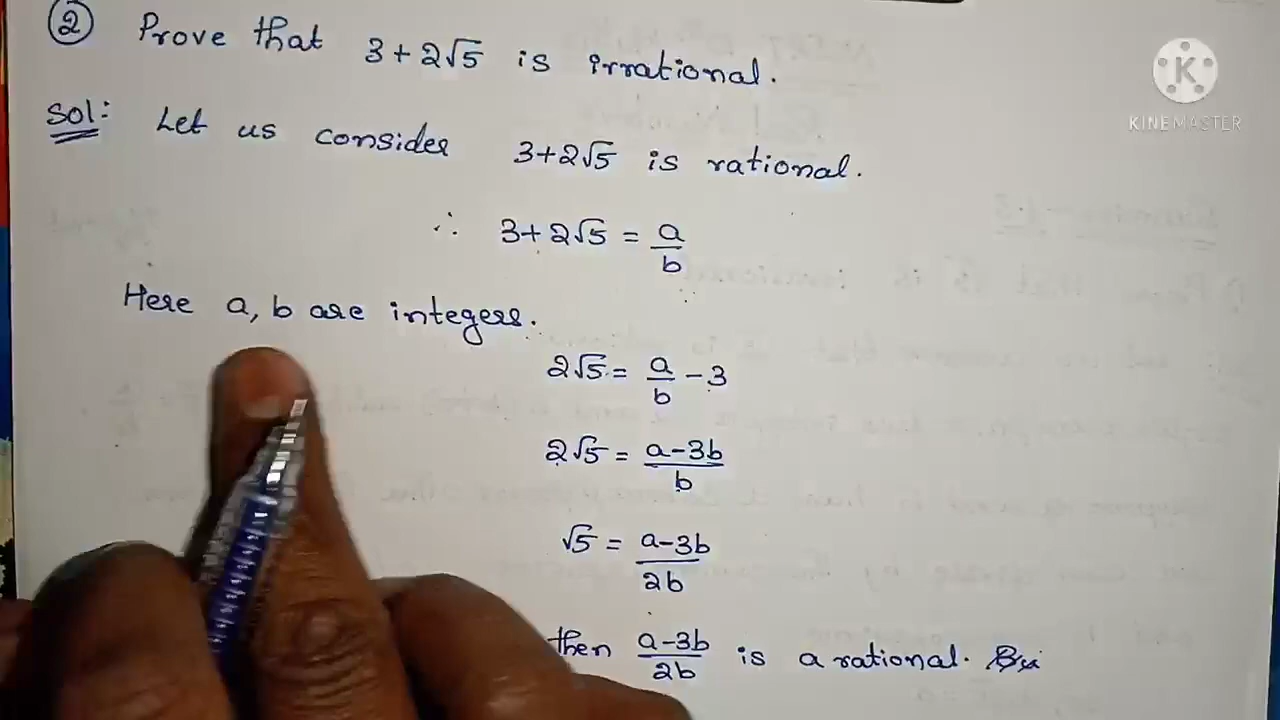 ② Prove that 3+2√5 is irrational.
KINEMASTER
Sol: Let us consider 3+2√5 is rational.
∴ 3+2√5 = a/b
Here a, b are integers.
2√5 = a/b - 3
2√5 = a-3b/b
√5 = a-3b/2b
then a-3b/2b is a rational.